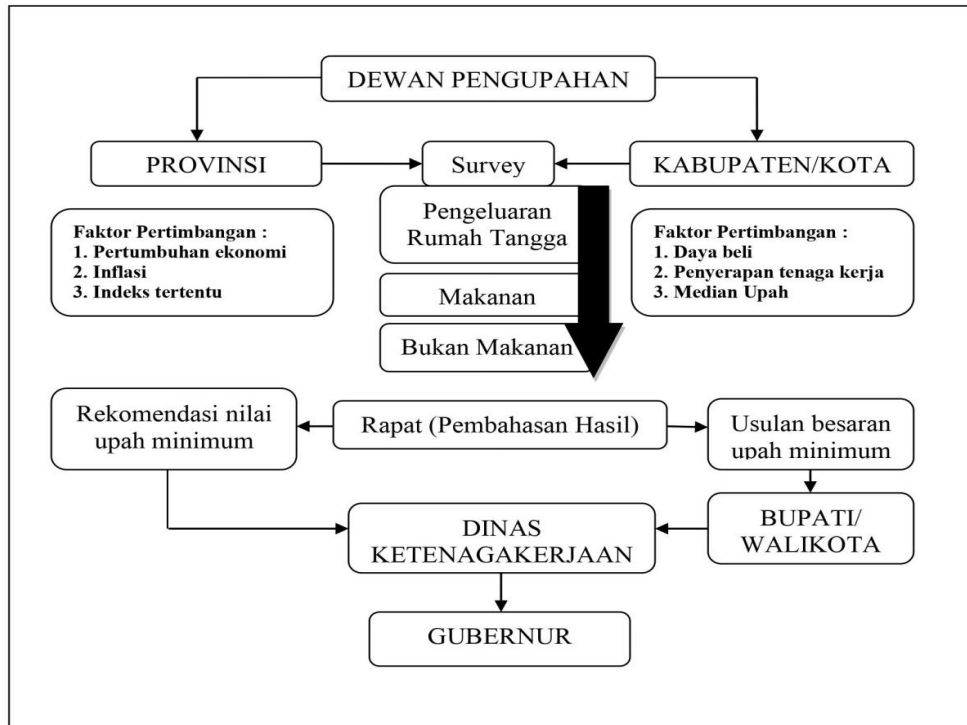 DEWAN PENGUPAHAN
PROVINSI
Survey
KABUPATEN/KOTA
Faktor Pertimbangan :
1. Pertumbuhan ekonomi
2. Inflasi
3. Indeks tertentu
Pengeluaran
Rumah Tangga
Makanan
Bukan Makanan
Faktor Pertimbangan :
1. Daya beli
2. Penyerapan tenaga kerja
3. Median Upah
Rekomendasi nilai
upah minimum
Rapat (Pembahasan Hasil)
Usulan besaran
upah minimum
DINAS
KETENAGAKERJAAN
BUPATI/
WALIKOTA
GUBERNUR